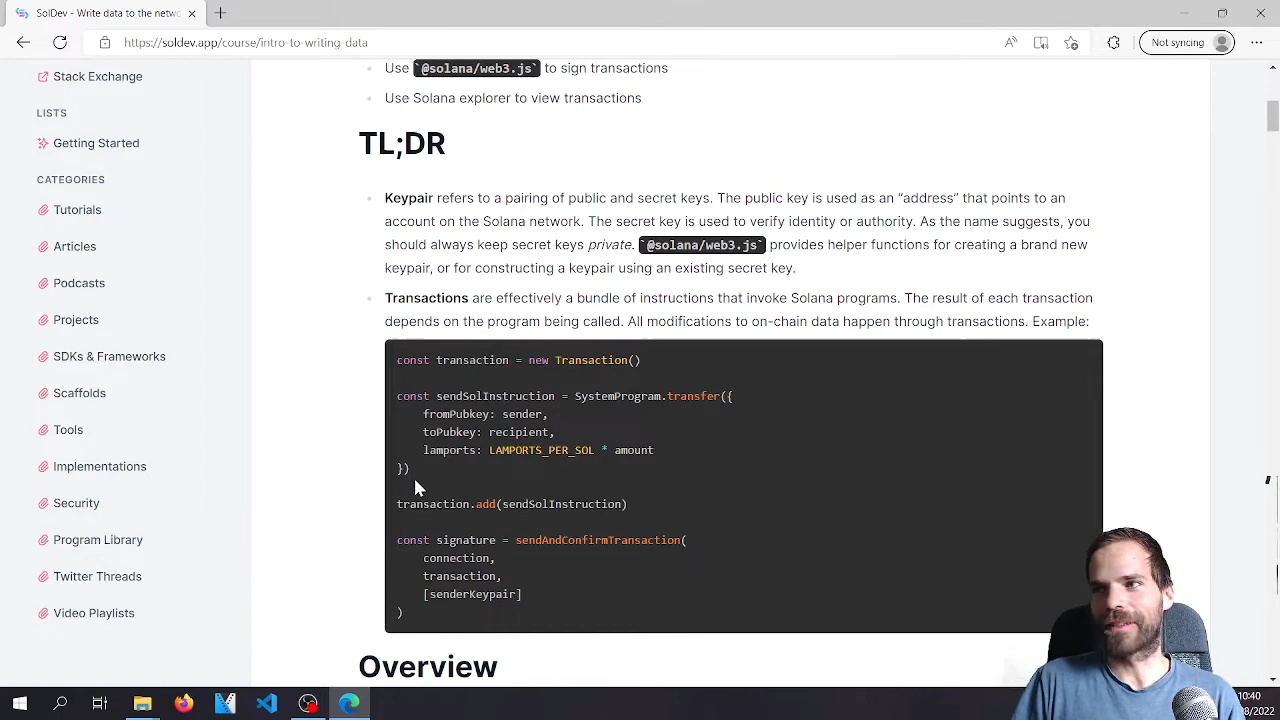 SolDev - Write data to the netwo
https://soldev.app/course/intro-to-writing-data
Not syncing
Stack Exchange
LISTS
Getting Started
CATEGORIES
Tutorials
Articles
Podcasts
Projects
SDKs & Frameworks
Scaffolds
Tools
Implementations
Security
Program Library
Twitter Threads
Video Playlists
Use `@solana/web3.js` to sign transactions
Use Solana explorer to view transactions
TL;DR
Keypair refers to a pairing of public and secret keys. The public key is used as an “address” that points to an
account on the Solana network. The secret key is used to verify identity or authority. As the name suggests, you
should always keep secret keys private. `@solana/web3.js` provides helper functions for creating a brand new
keypair, or for constructing a keypair using an existing secret key.
Transactions are effectively a bundle of instructions that invoke Solana programs. The result of each transaction
depends on the program being called. All modifications to on-chain data happen through transactions. Example:
const transaction = new Transaction()
const sendSolInstruction = SystemProgram.transfer({
fromPubkey: sender,
toPubkey: recipient,
lamports: LAMPORTS_PER_SOL * amount
})
transaction.add(sendSolInstruction)
const signature = sendAndConfirmTransaction(
connection,
transaction,
[senderKeypair]
)
Overview
10:40
8/2022